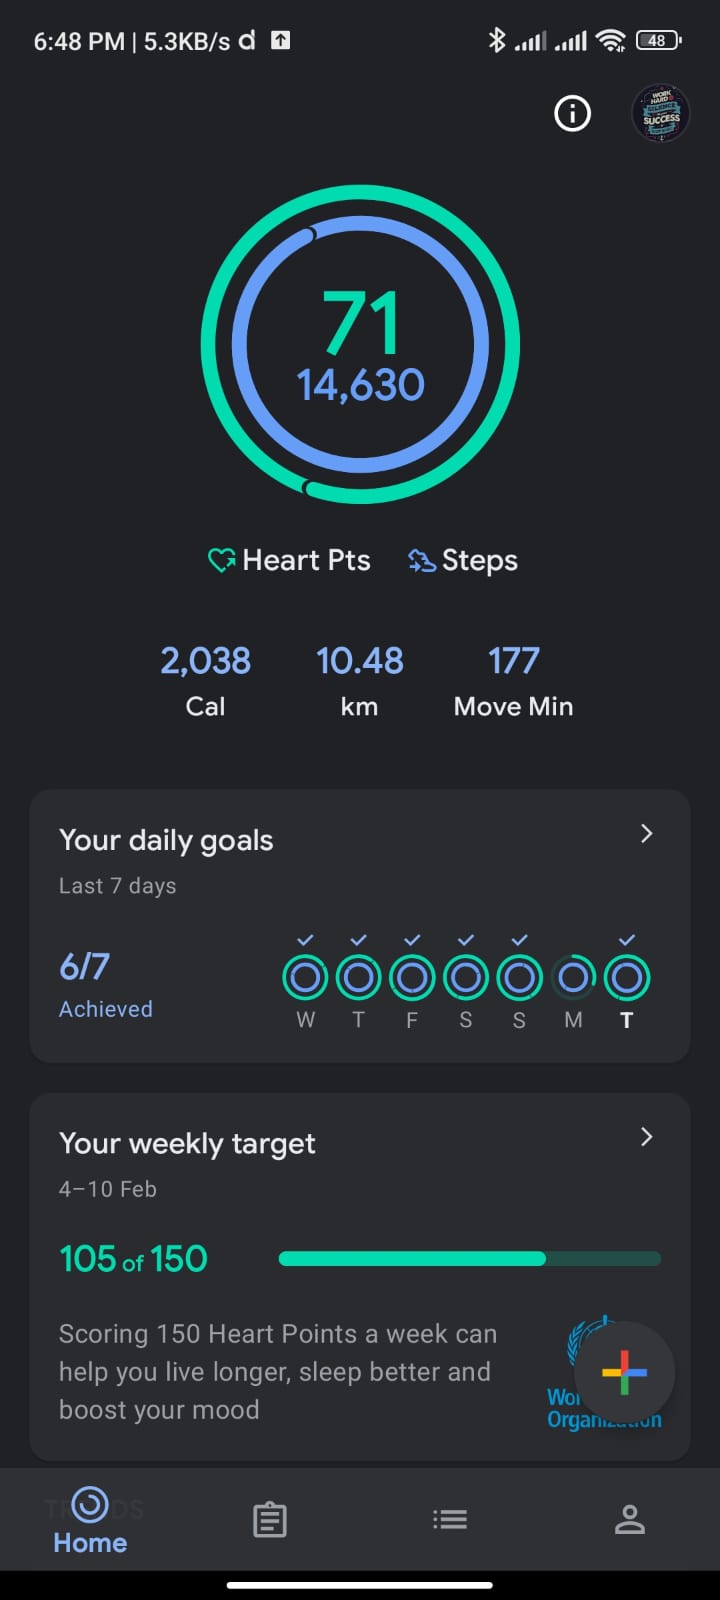 6:48 PM | 5.3KB/s d
48
WORK
HARD
SILENCE
SUCCESS
71
14,630
Heart Pts Steps
2,038 10.48 177
Cal km Move Min
Your daily goals
Last 7 days
6/7
Achieved
W T F S S M T
Your weekly target
4–10 Feb
105 of 150
Scoring 150 Heart Points a week can
help you live longer, sleep better and
boost your mood
Wor
Organization
TRENDS
Home